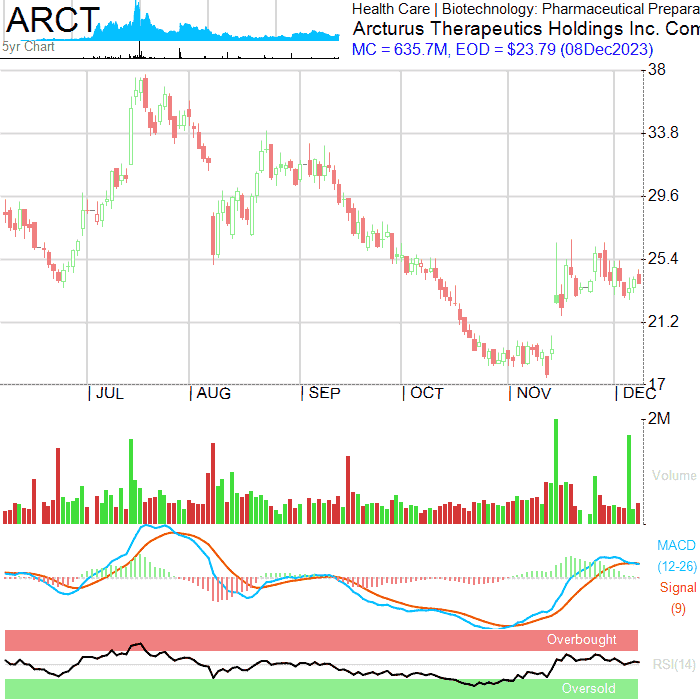 ARCT
5yr Chart
Health Care | Biotechnology: Pharmaceutical Prepara
Arcturus Therapeutics Holdings Inc. Com
MC = 635.7M, EOD = $23.79 (08Dec2023)
38
33.8
29.6
25.4
21.2
17
JUL
AUG
SEP
OCT
NOV
DEC
2M
Volume
MACD
(12-26)
Signal
(9)
Overbought
RSI(14)
Oversold